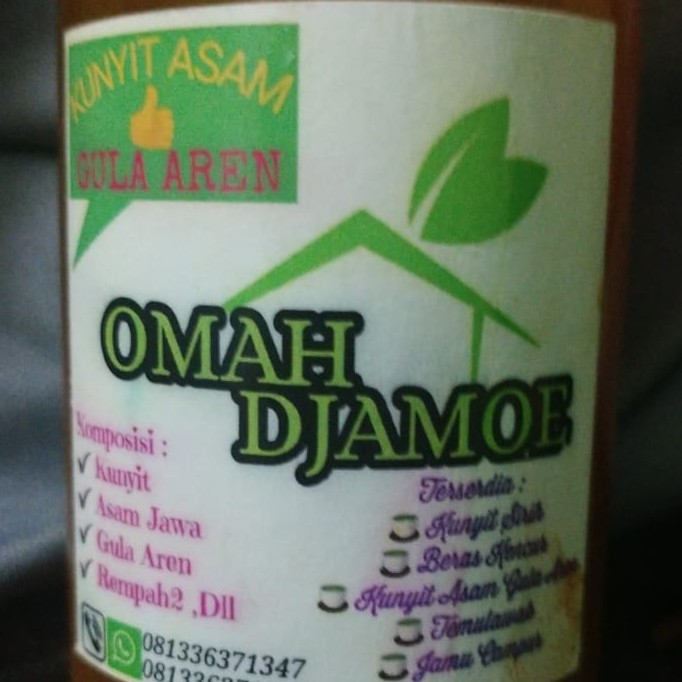 KUNYIT ASAM
GULA AREN
OMAH
DJAMOE
Komposisi :
Kunyit
Asam Jawa
Gula Aren
Rempah2 ,Dll
081336371347
Tersedia :
Kunyit Sirih
Beras Kencur
Kunyit Asam Gula Aren
Temulawak
Jamu Campur